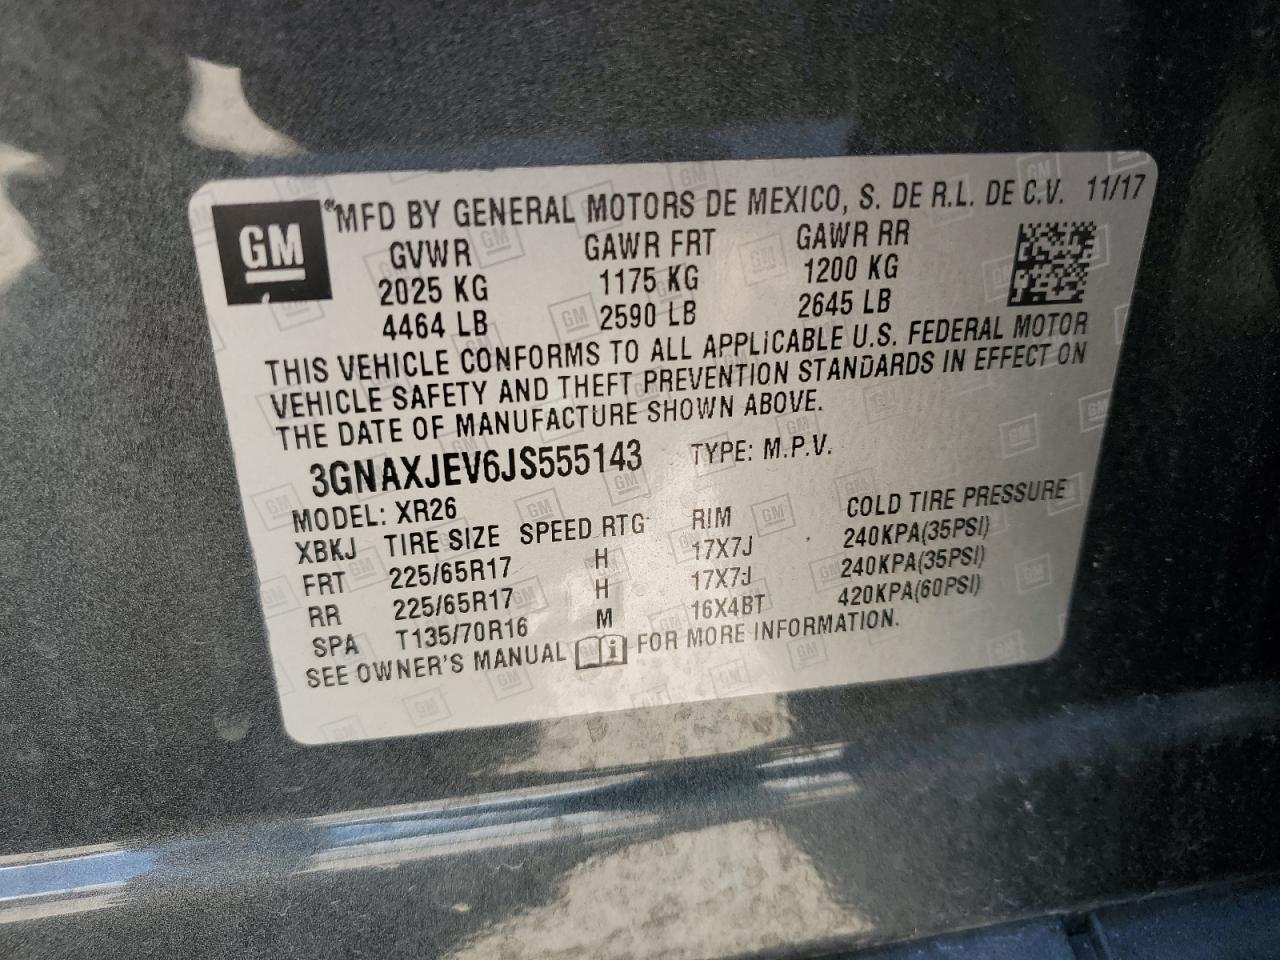 GM
®MFD BY GENERAL MOTORS DE MEXICO, S. DE R.L. DE C.V. 11/17
GVWR GAWR FRT GAWR RR
2025 KG 1175 KG 1200 KG
4464 LB 2590 LB 2645 LB
THIS VEHICLE CONFORMS TO ALL APPLICABLE U.S. FEDERAL MOTOR
VEHICLE SAFETY AND THEFT PREVENTION STANDARDS IN EFFECT ON
THE DATE OF MANUFACTURE SHOWN ABOVE.
3GNAXJEV6JS555143 TYPE: M.P.V.
MODEL: XR26
XBKJ TIRE SIZE SPEED RTG RIM COLD TIRE PRESSURE
FRT 225/65R17 H 17X7J 240KPA(35PSI)
RR 225/65R17 H 17X7J 240KPA(35PSI)
SPA T135/70R16 M 16X4BT 420KPA(60PSI)
SEE OWNER'S MANUAL FOR MORE INFORMATION.